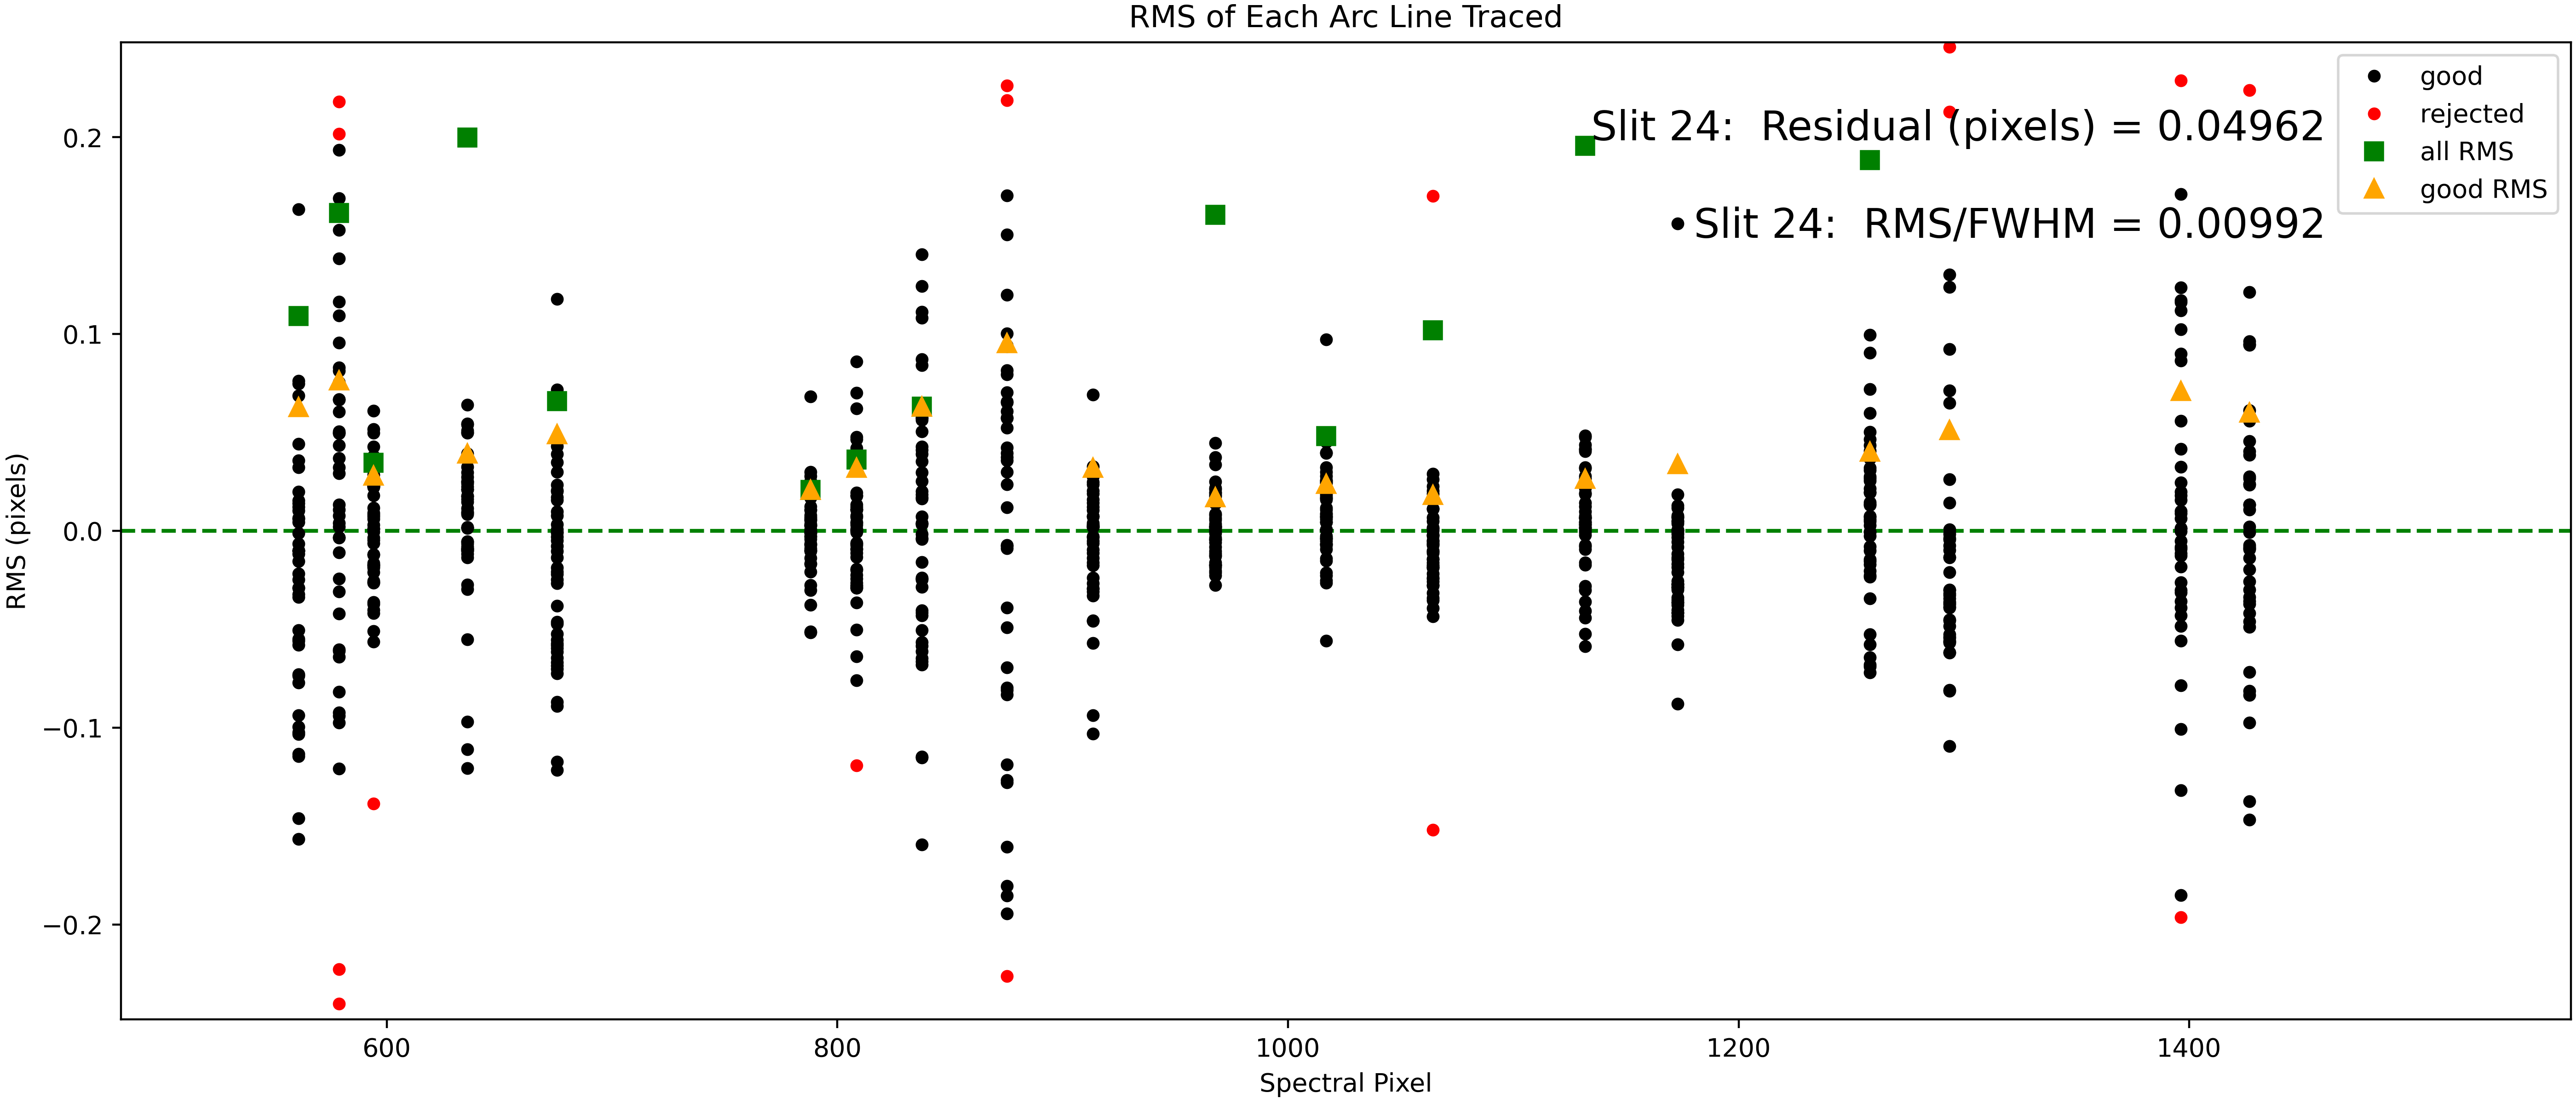 RMS of Each Arc Line Traced
good
rejected
all RMS
good RMS
Slit 24:  Residual (pixels) = 0.04962
Slit 24:  RMS/FWHM = 0.00992
RMS (pixels)
0.2
0.1
0.0
−0.1
−0.2
600 800 1000 1200 1400
Spectral Pixel